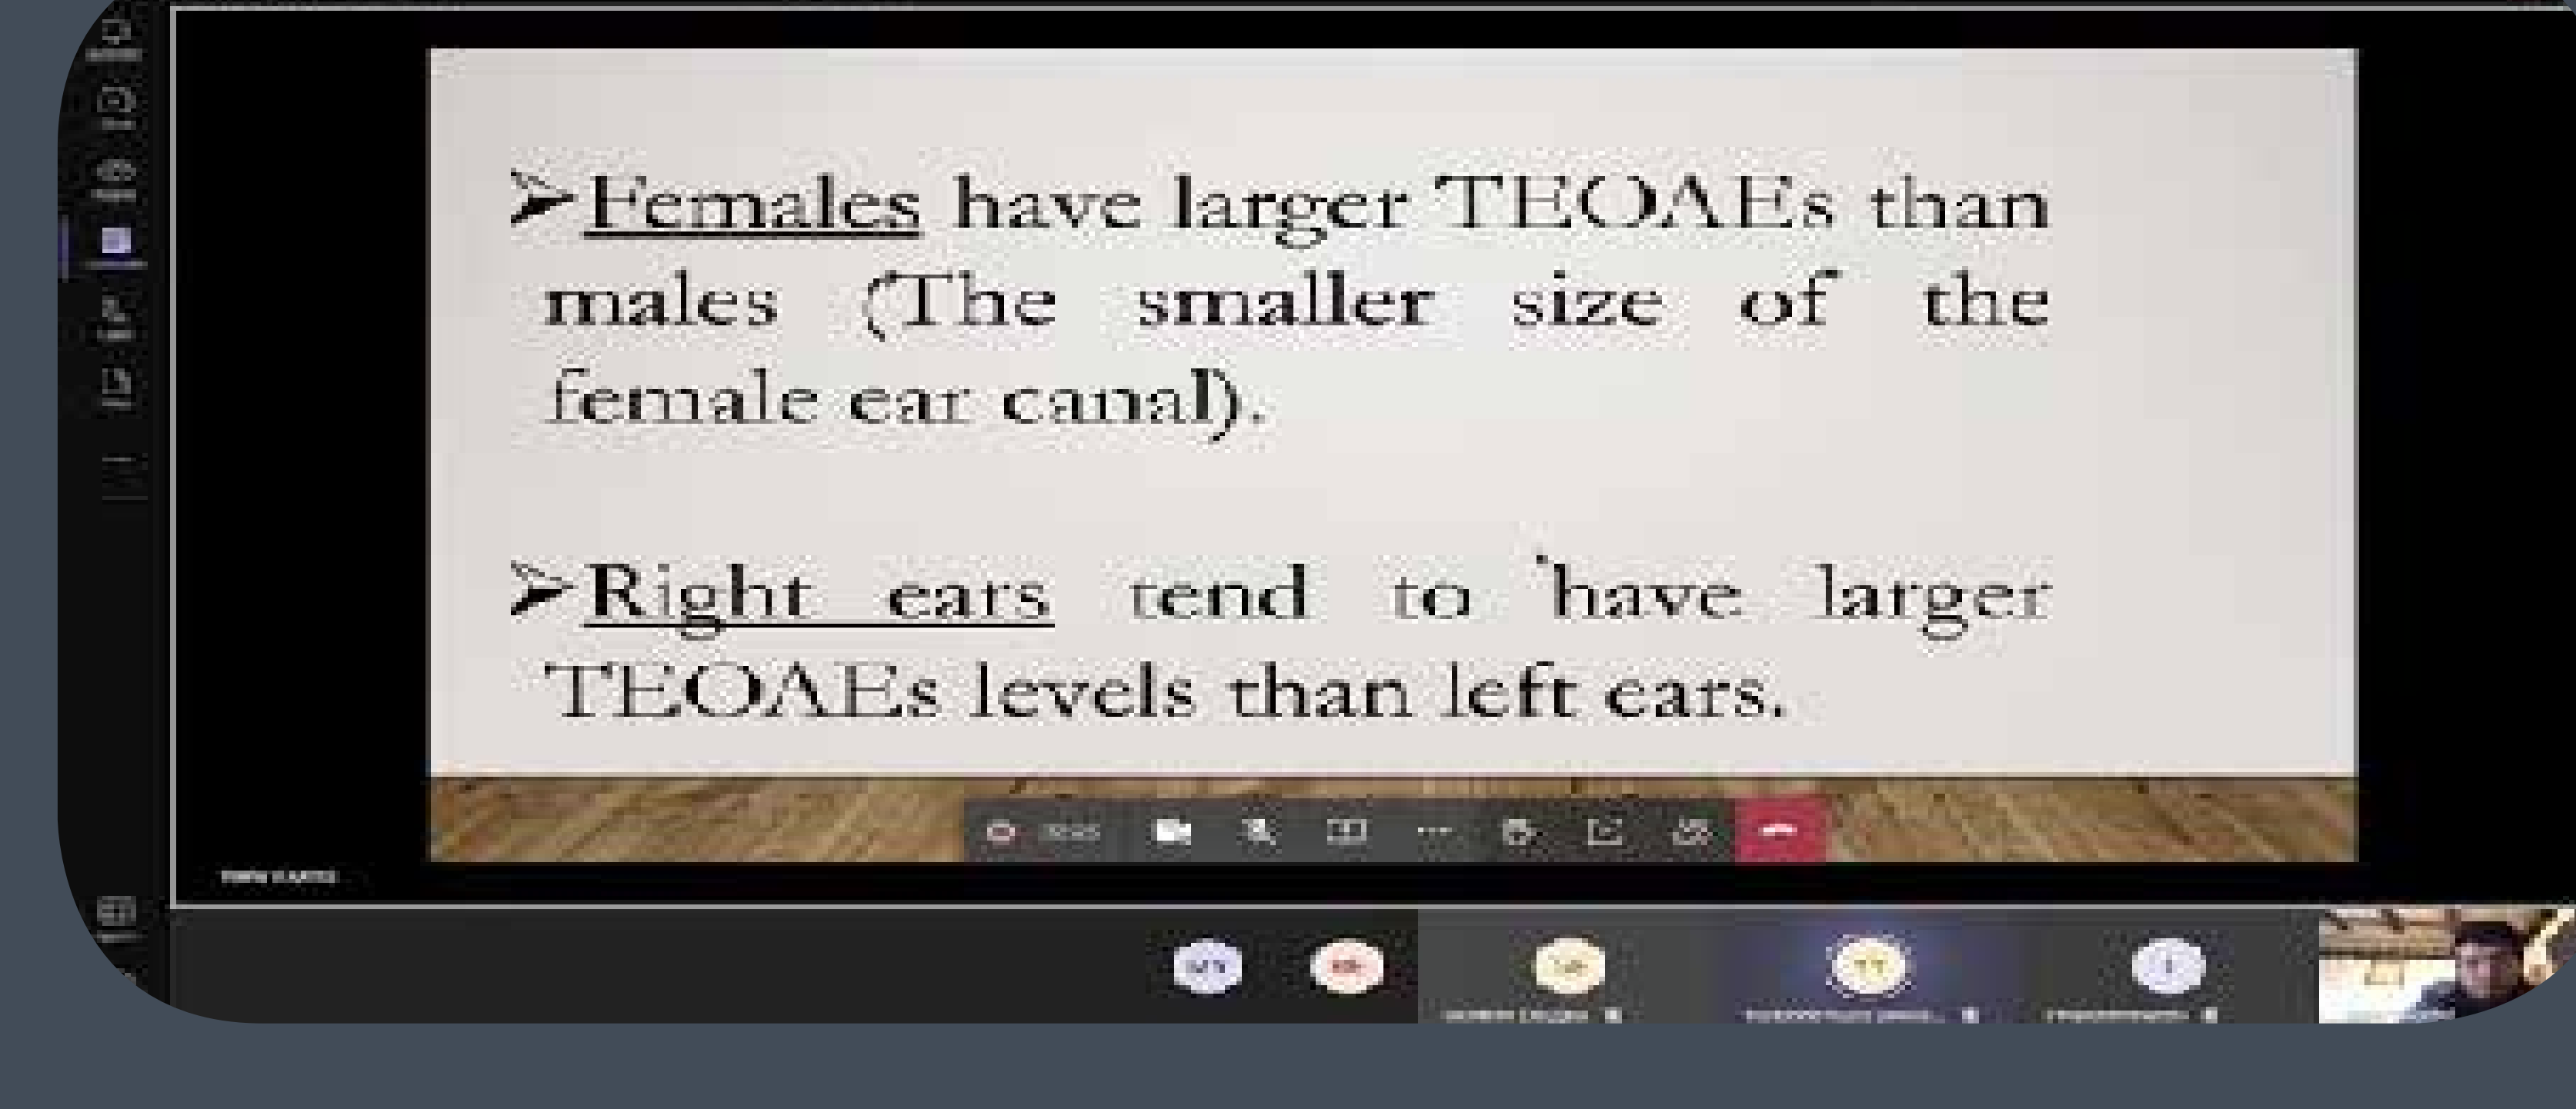 ➢Females have larger TEOAEs than
males (The smaller size of the
female ear canal).
➢Right ears tend to have larger
TEOAEs levels than left ears.